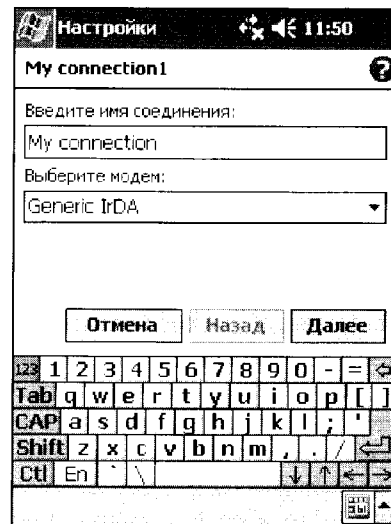 Настройки 11:50
My connection1 ?
Введите имя соединения:
My connection
Выберите модем:
Generic IrDA
Отмена Назад Далее
123 1 2 3 4 5 6 7 8 9 0 - =
Tab q w e r t y u i o p [ ]
CAP a s d f g h j k l ; '
Shift z x c v b n m , . /
Ctl En ` \